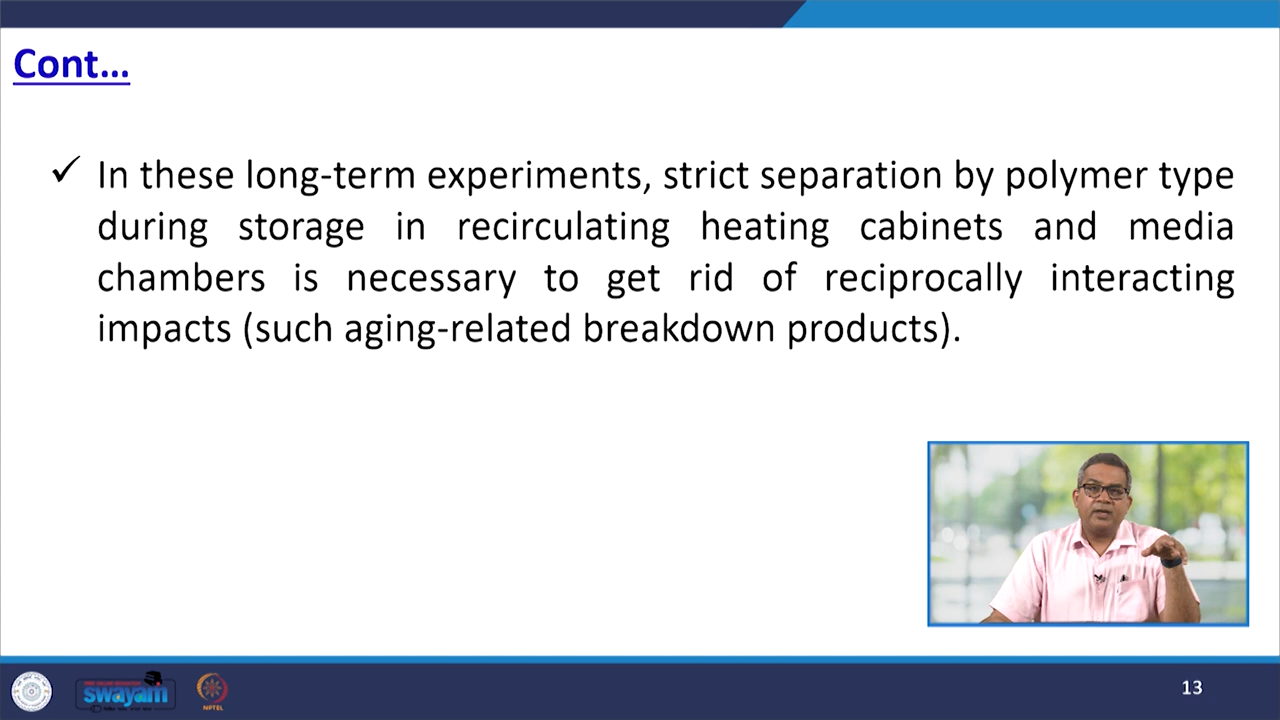 Cont...
✓ In these long-term experiments, strict separation by polymer type
during storage in recirculating heating cabinets and media
chambers is necessary to get rid of reciprocally interacting
impacts (such aging-related breakdown products).
swayam
NPTEL
13